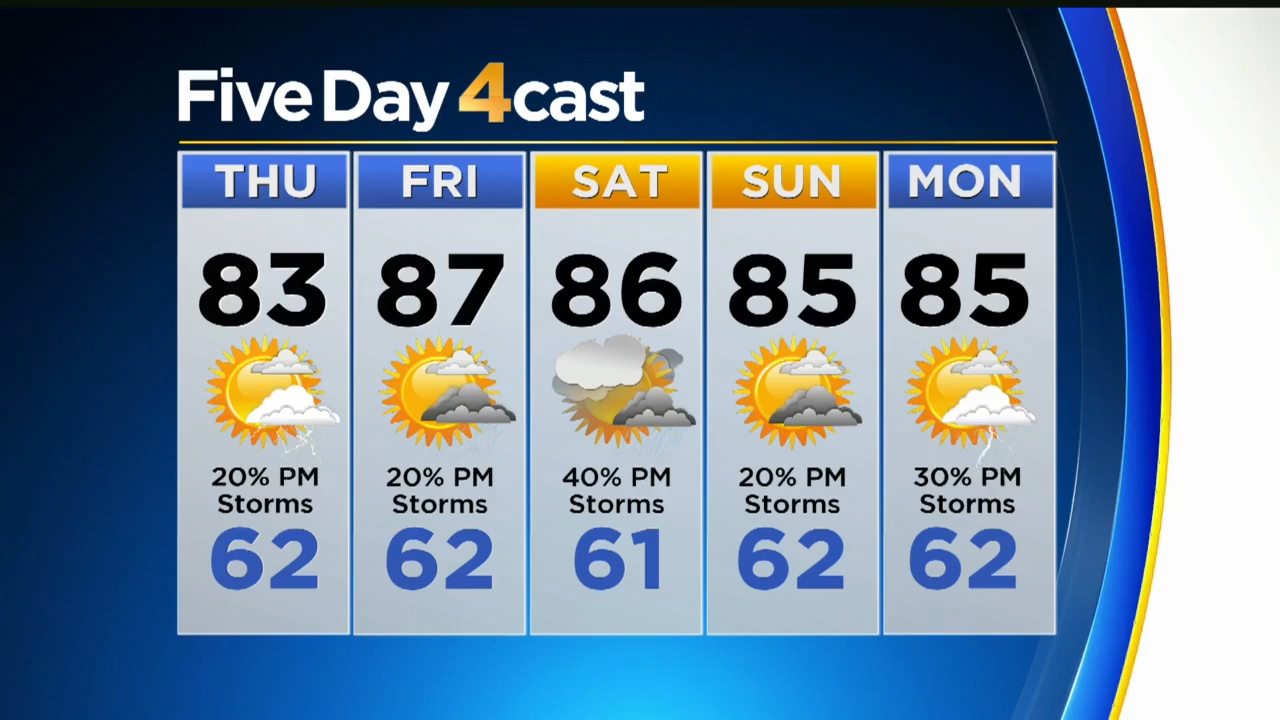 Five Day 4cast
THU FRI SAT SUN MON
83 87 86 85 85
20% PM 20% PM 40% PM 20% PM 30% PM
Storms Storms Storms Storms Storms
62 62 61 62 62